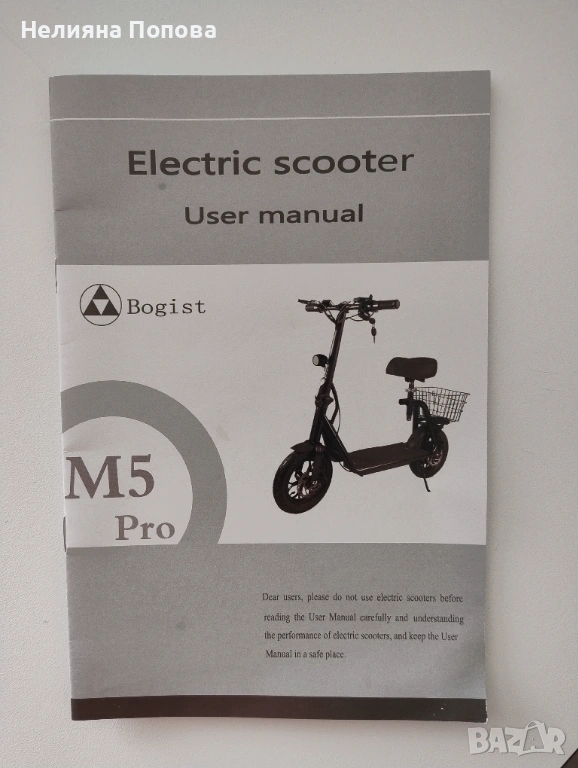 Нелияна Попова
Electric scooter
User manual
Bogist
M5
Pro
Dear users, please do not use electric scooters before
reading the User Manual carefully and understanding
the performance of electric scooters, and keep the User
Manual in a safe place.
BAZAR